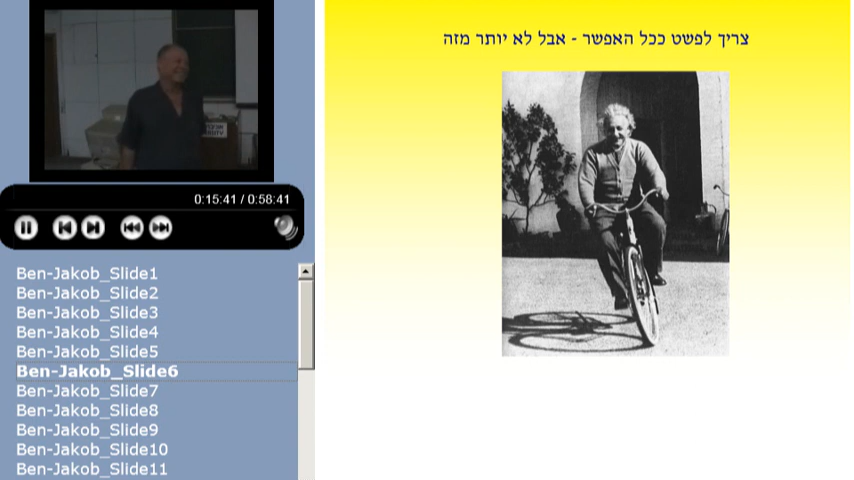 צריך לפשט ככל האפשר - אבל לא יותר מזה
0:15:41 / 0:58:41
Ben-Jakob_Slide1
Ben-Jakob_Slide2
Ben-Jakob_Slide3
Ben-Jakob_Slide4
Ben-Jakob_Slide5
Ben-Jakob_Slide6
Ben-Jakob_Slide7
Ben-Jakob_Slide8
Ben-Jakob_Slide9
Ben-Jakob_Slide10
Ben-Jakob_Slide11